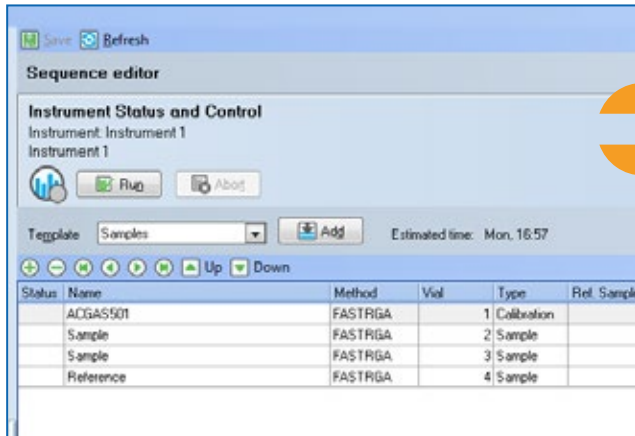 Save Refresh
Sequence editor
Instrument Status and Control
Instrument: Instrument 1
Instrument 1
Run Abort
Template Samples Add Estimated time: Mon, 16:57
Up Down
Status Name Method Vial Type Ref. Sample
ACGAS501 FASTRGA 1 Calibration
Sample FASTRGA 2 Sample
Sample FASTRGA 3 Sample
Reference FASTRGA 4 Sample